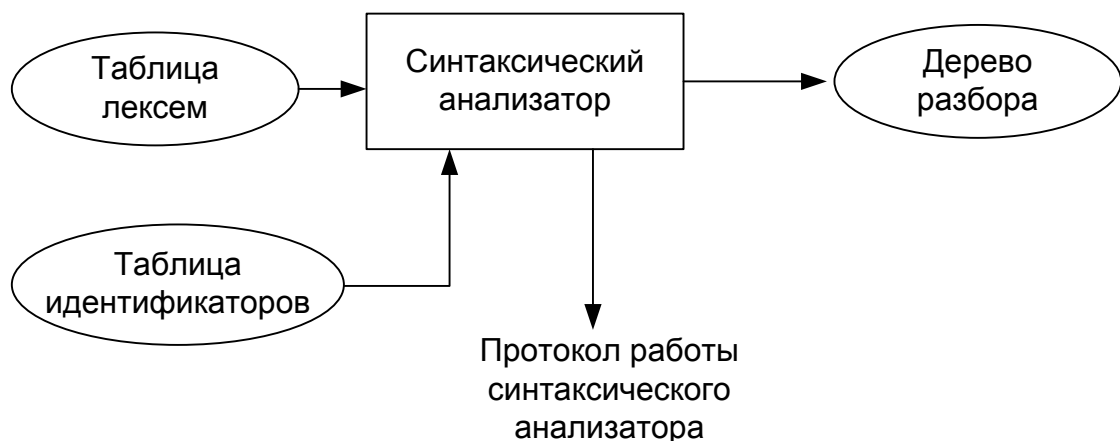 Таблица
лексем
Синтаксический
анализатор
Дерево
разбора
Таблица
идентификаторов
Протокол работы
синтаксического
анализатора